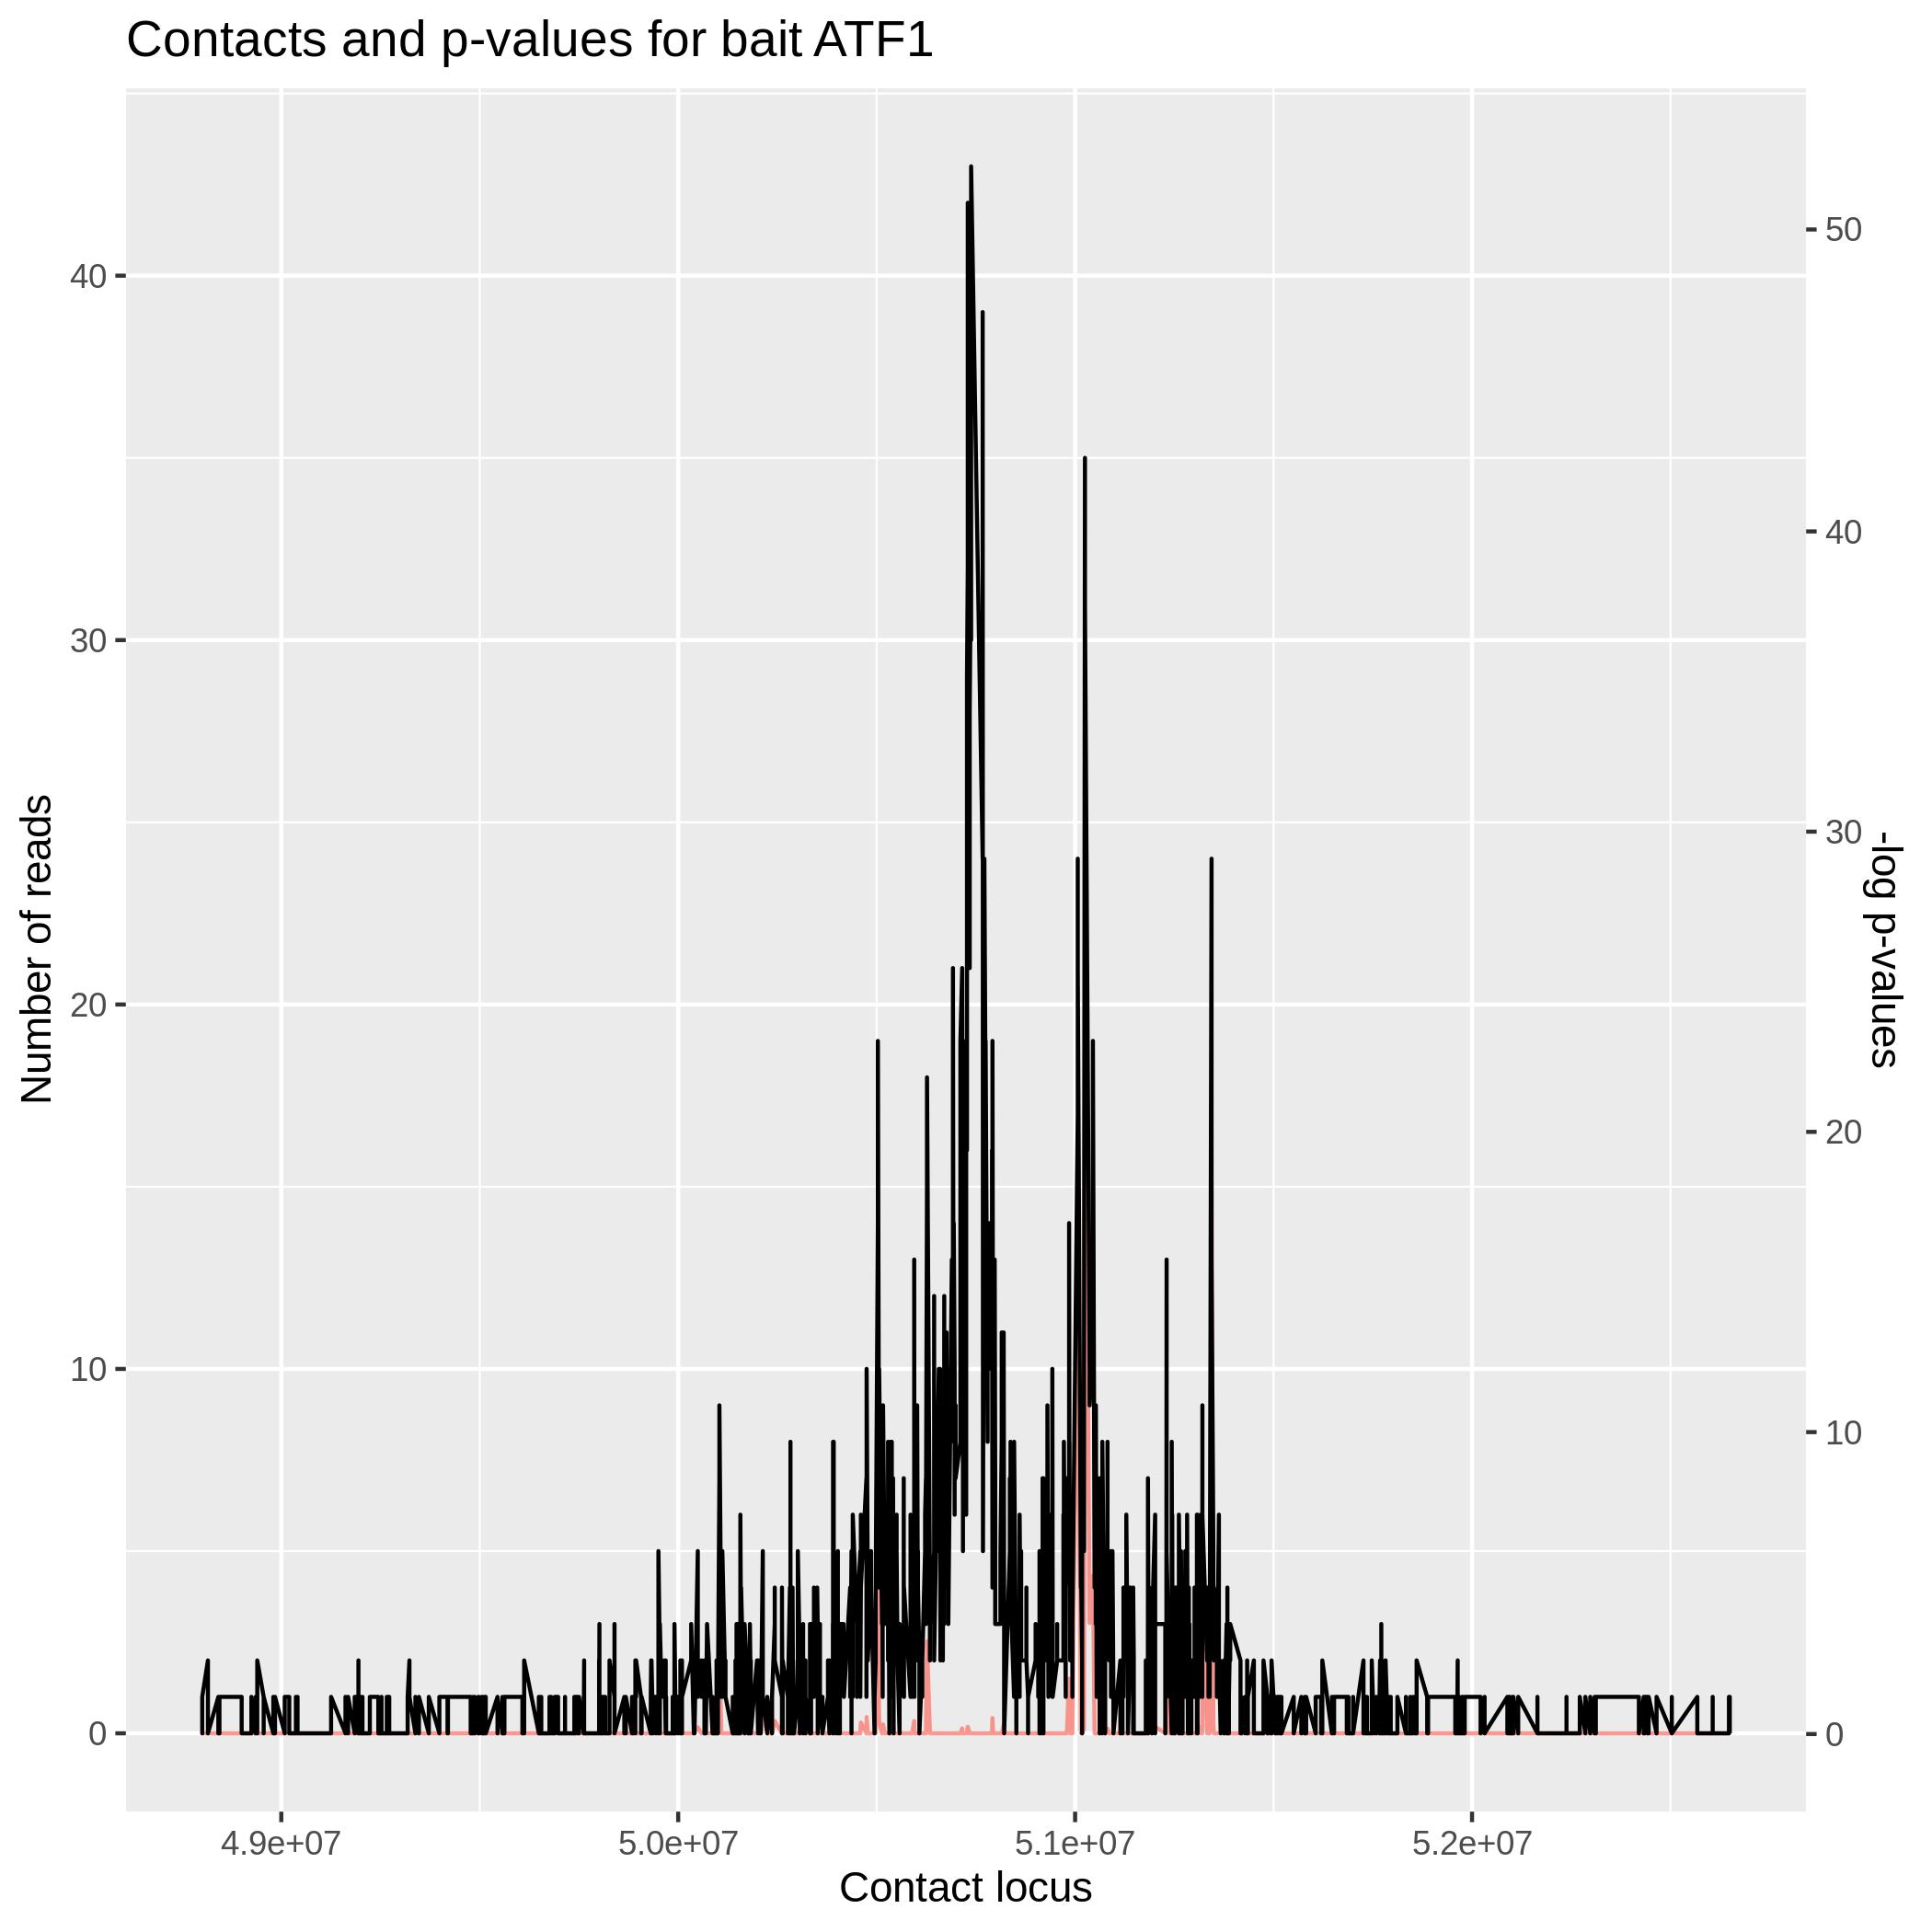 Contacts and p-values for bait ATF1
Number of reads
40
30
20
10
0
50
40
30
20
10
0
-log p-values
4.9e+07
5.0e+07
5.1e+07
5.2e+07
Contact locus